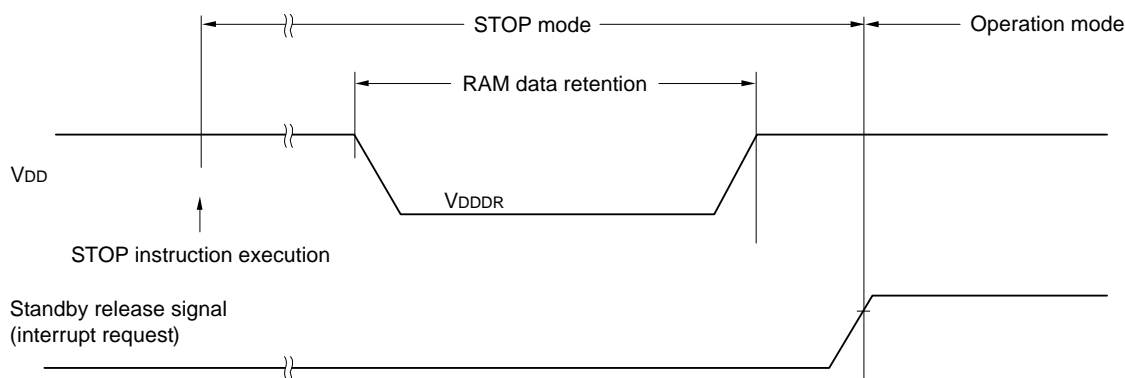 STOP mode
Operation mode
RAM data retention
VDD
VDDDR
STOP instruction execution
Standby release signal
(interrupt request)